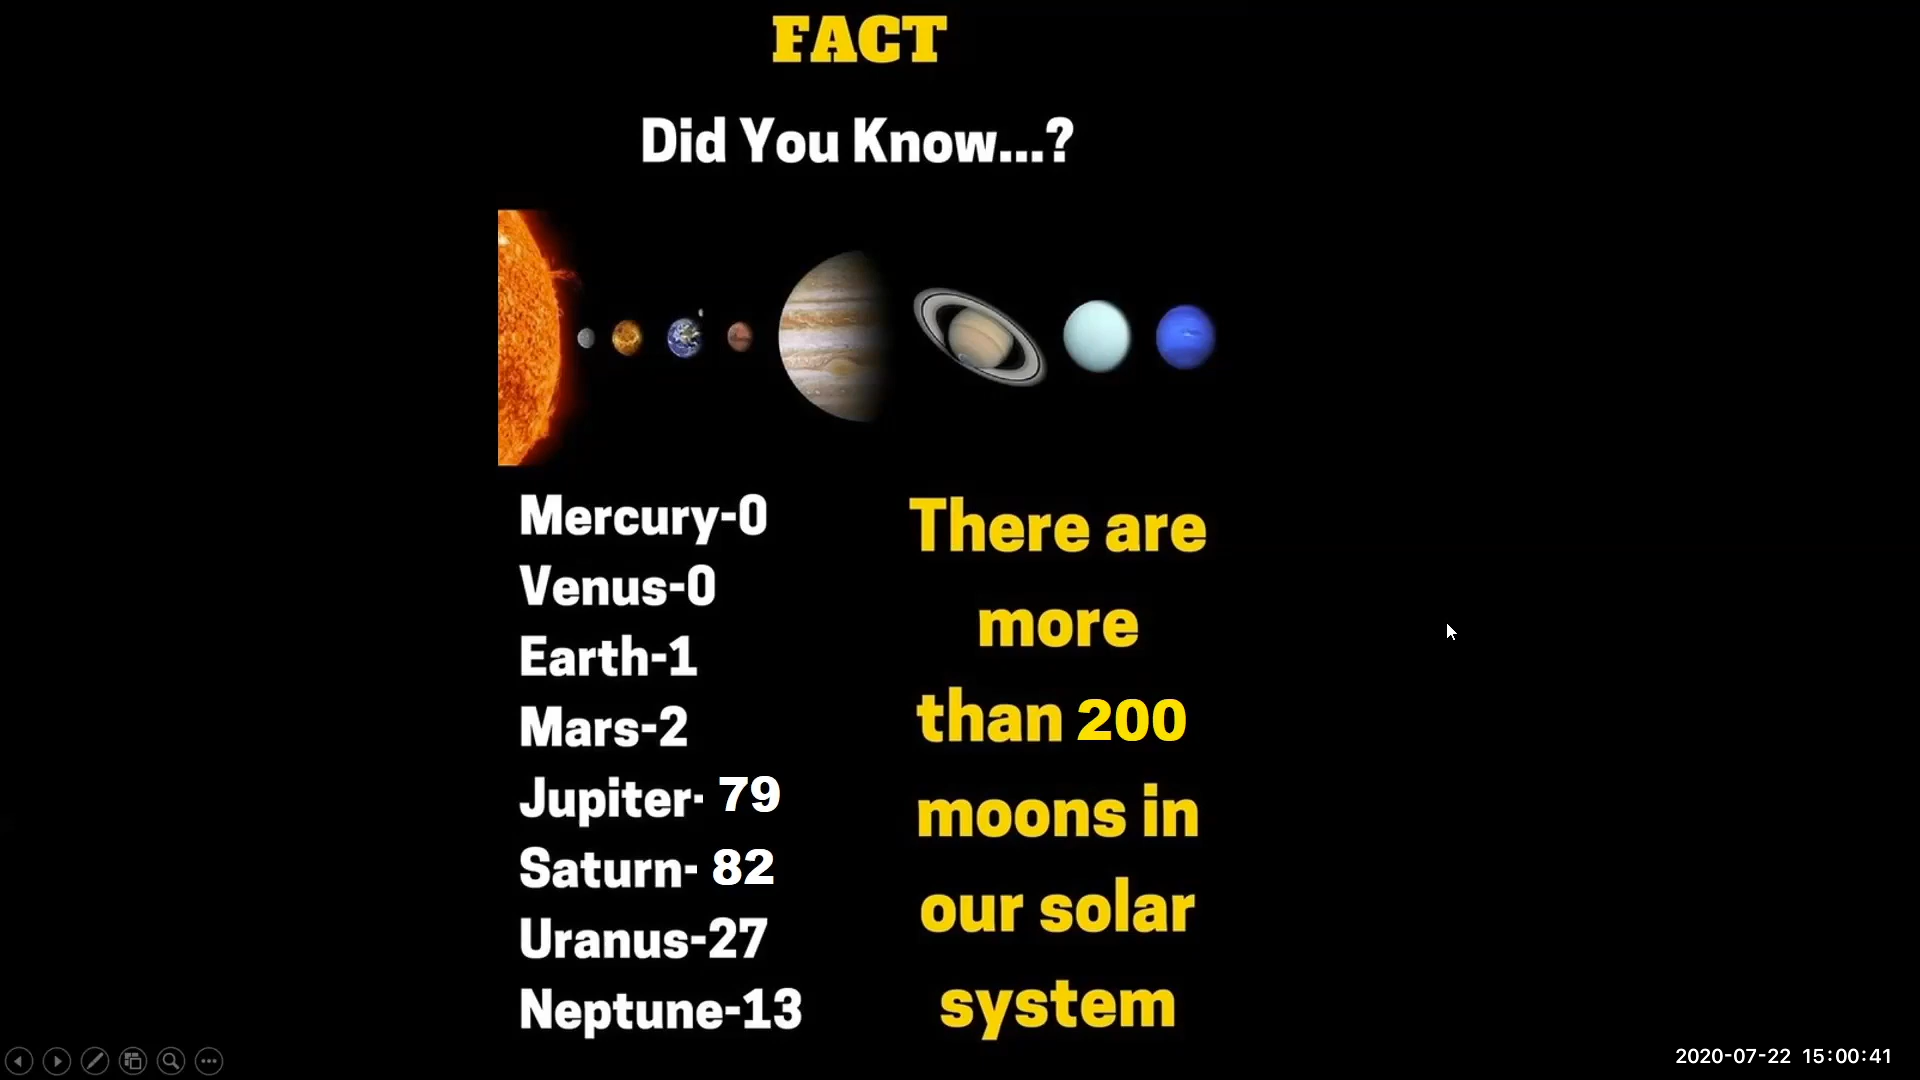 FACT
Did You Know...?
Mercury-0
Venus-0
Earth-1
Mars-2
Jupiter- 79
Saturn- 82
Uranus-27
Neptune-13
There are
more
than 200
moons in
our solar
system
2020-07-22 15:00:41